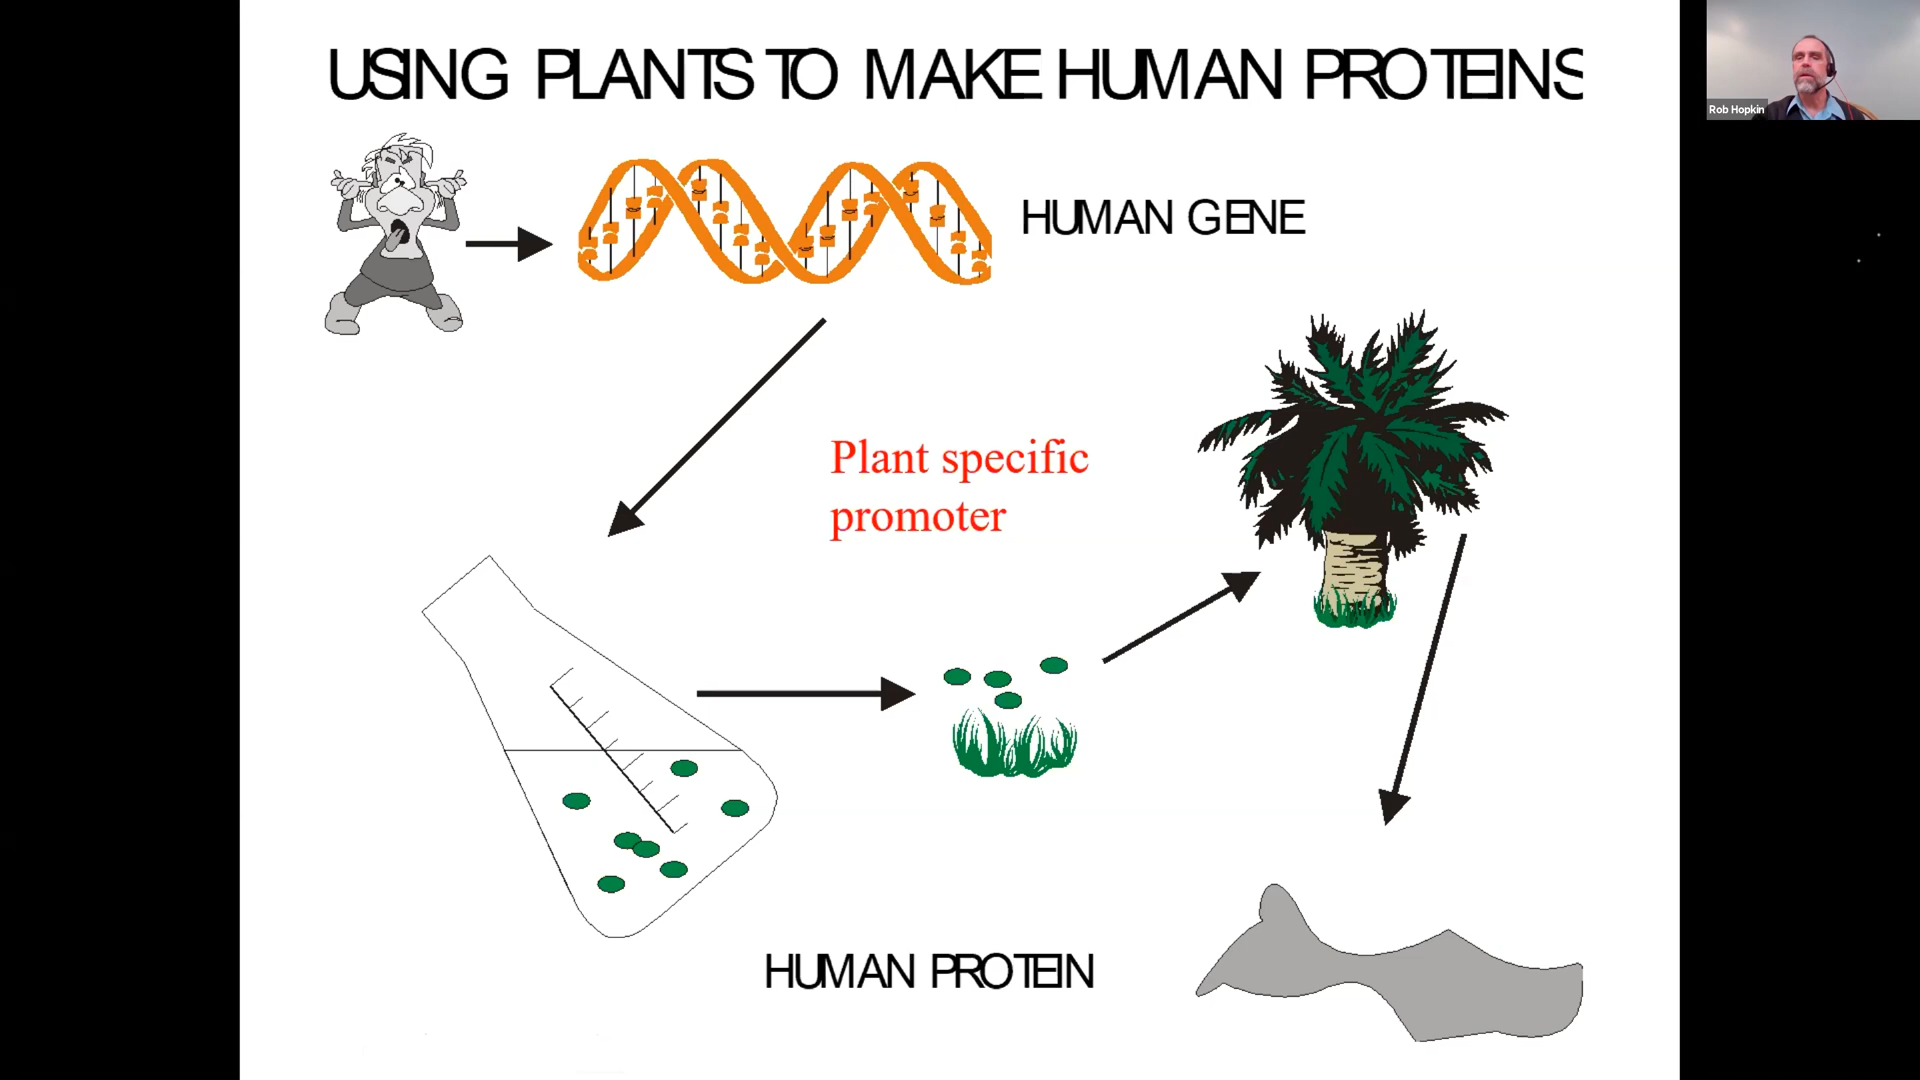 USING PLANTS TO MAKE HUMAN PROTEINS
Rob Hopkin
HUMAN GENE
Plant specific
promoter
HUMAN PROTEIN